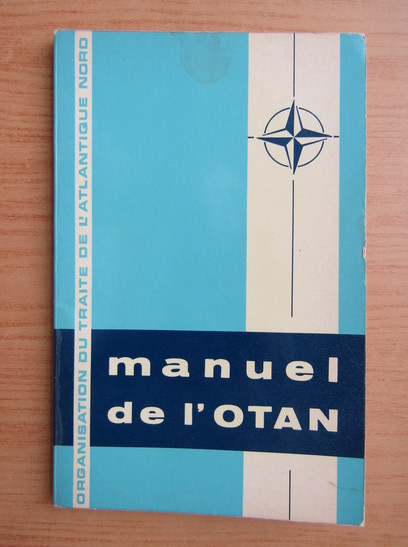 ORGANISATION DU TRAITE DE L'ATLANTIQUE NORD
manuel
de l'OTAN